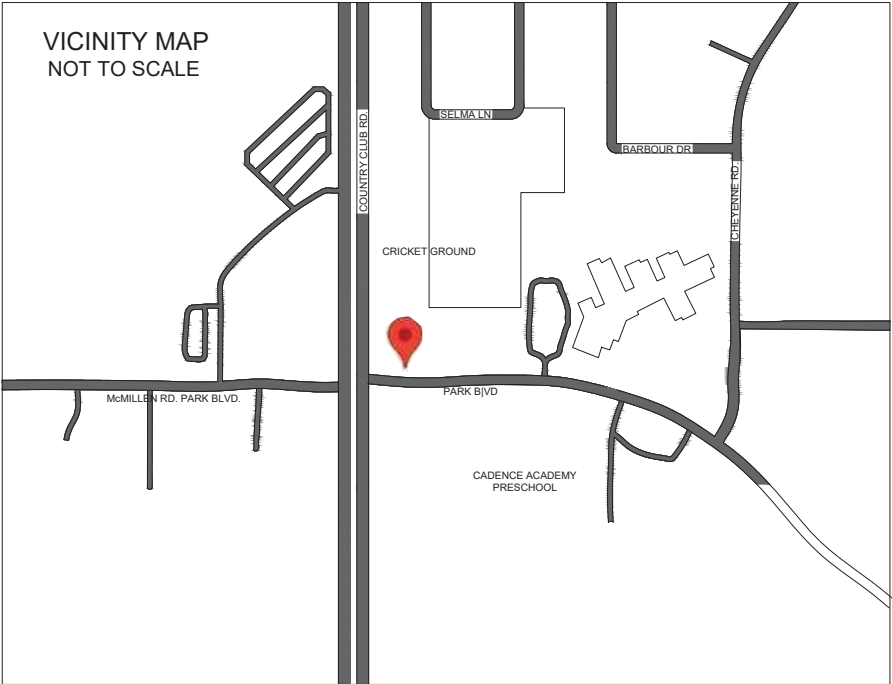 VICINITY MAP
NOT TO SCALE
SELMA LN
COUNTRY CLUB RD.
BARBOUR DR
CHEYENNE RD.
CRICKET GROUND
McMILLEN RD. PARK BLVD.
PARK B|VD
CADENCE ACADEMY
PRESCHOOL